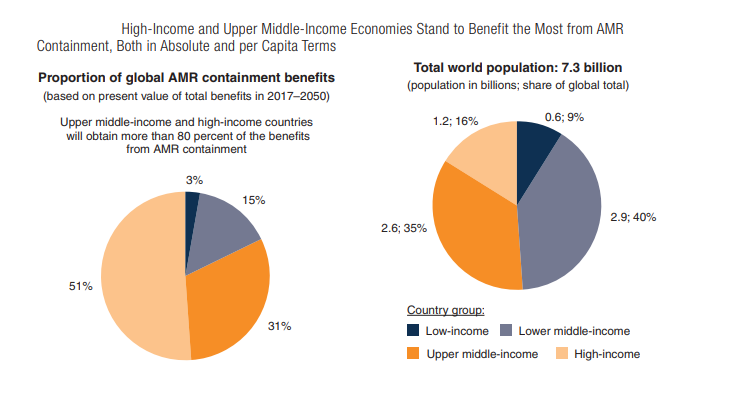 High-Income and Upper Middle-Income Economies Stand to Benefit the Most from AMR
Containment, Both in Absolute and per Capita Terms
Proportion of global AMR containment benefits
(based on present value of total benefits in 2017–2050)
Upper middle-income and high-income countries
will obtain more than 80 percent of the benefits
from AMR containment
3%
15%
51%
31%
Total world population: 7.3 billion
(population in billions; share of global total)
1.2; 16%
0.6; 9%
2.9; 40%
2.6; 35%
Country group:
Low-income
Lower middle-income
Upper middle-income
High-income